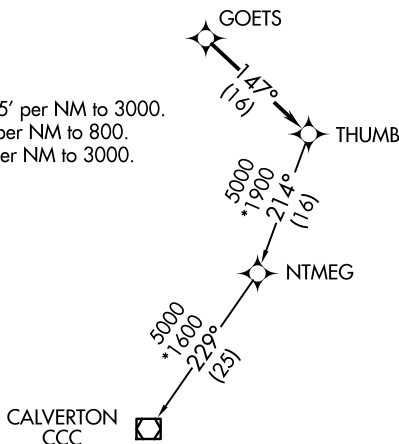 GOETS
147°
(16)
5' per NM to 3000.
per NM to 800.
er NM to 3000.
THUMB
5000
*1900
214°
(16)
NTMEG
5000
*1600
229°
(25)
CALVERTON
CCC